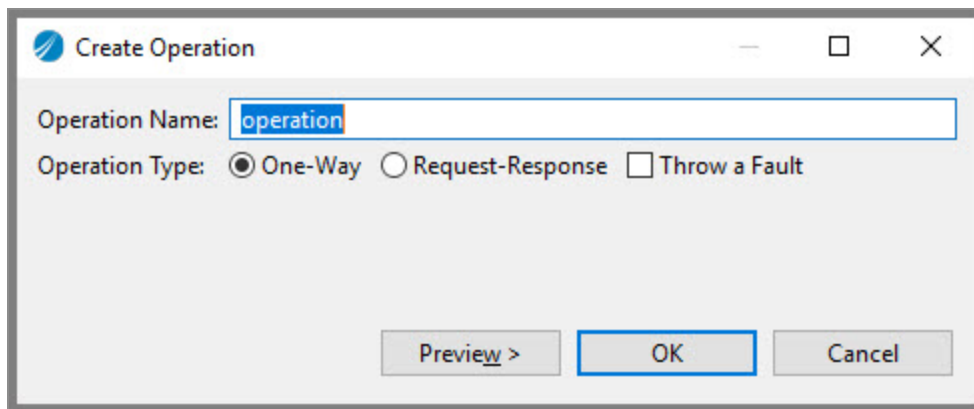 Create Operation
Operation Name: operation
Operation Type: One-Way Request-Response Throw a Fault
Preview > OK Cancel